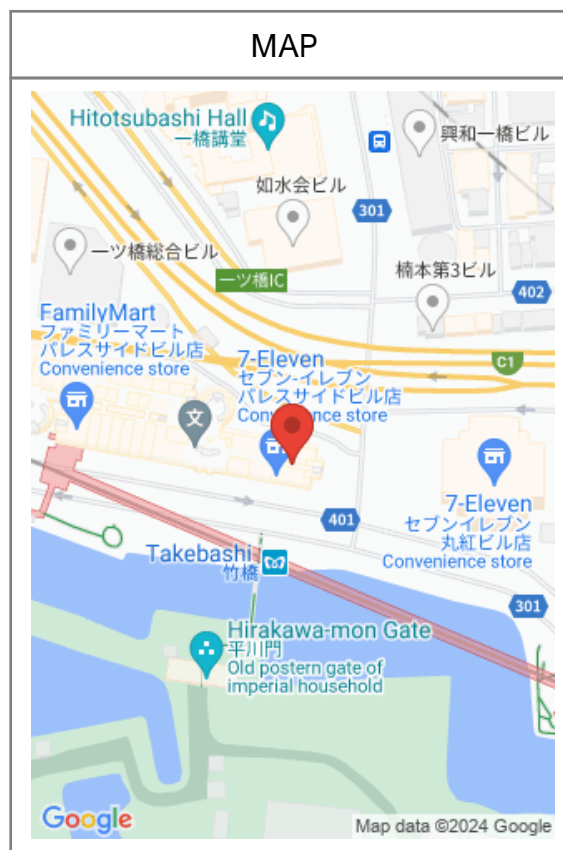 MAP
Hitotsubashi Hall
一橋講堂
興和一橋ビル
如水会ビル
301
一ツ橋総合ビル
楠本第3ビル
一ツ橋IC
402
FamilyMart
ファミリーマート
パレスサイドビル店
Convenience store
7-Eleven
セブン-イレブン
パレスサイドビル店
C1
文
7-Eleven
セブンイレブン
丸紅ビル店
Convenience store
401
Takebashi
竹橋
301
Hirakawa-mon Gate
平川門
Old postern gate of
imperial household
Google
Map data ©2024 Google